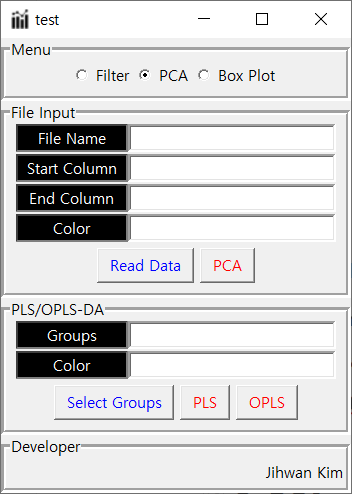 test
Menu
Filter PCA Box Plot
File Input
File Name
Start Column
End Column
Color
Read Data PCA
PLS/OPLS-DA
Groups
Color
Select Groups PLS OPLS
Developer
Jihwan Kim